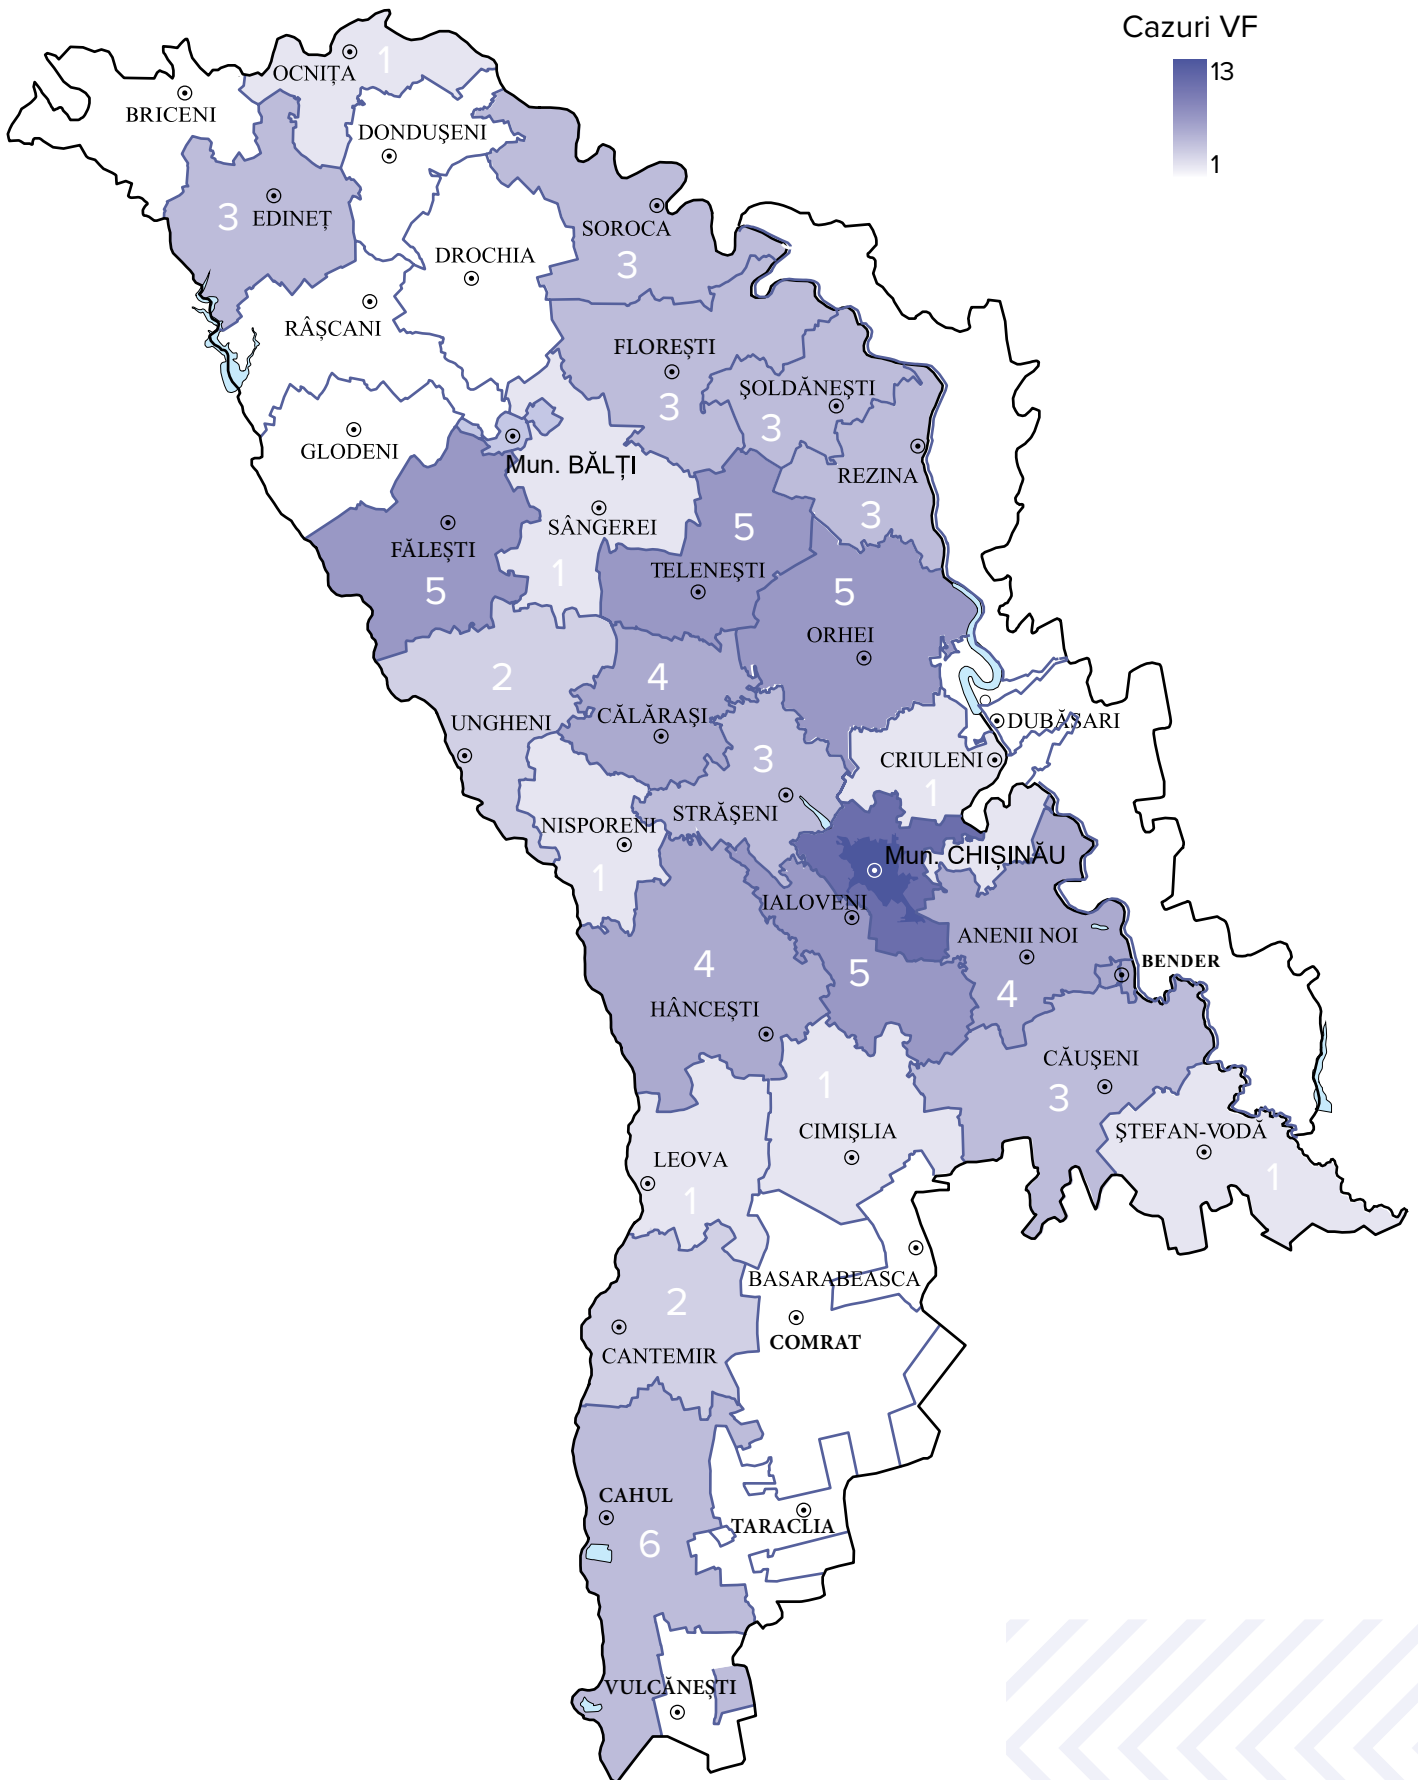 Cazuri VF
13
1
OCNIȚA
1
BRICENI
DONDUȘENI
3
EDINEȚ
SOROCA
3
DROCHIA
RÂȘCANI
FLOREȘTI
3
ȘOLDĂNEȘTI
3
GLODENI
Mun. BĂLȚI
REZINA
3
SÂNGEREI
1
5
TELENEȘTI
FĂLEȘTI
5
5
ORHEI
2
UNGHENI
4
CĂLĂRAȘI
DUBĂSARI
3
STRĂȘENI
CRIULENI
1
NISPORENI
1
Mun. CHIȘINĂU
IALOVENI
5
ANENII NOI
4
BENDER
4
HÂNCEȘTI
CĂUȘENI
3
1
CIMIȘLIA
ȘTEFAN-VODĂ
1
LEOVA
1
BASARABEASCA
2
CANTEMIR
COMRAT
CAHUL
6
TARACLIA
VULCĂNEȘTI